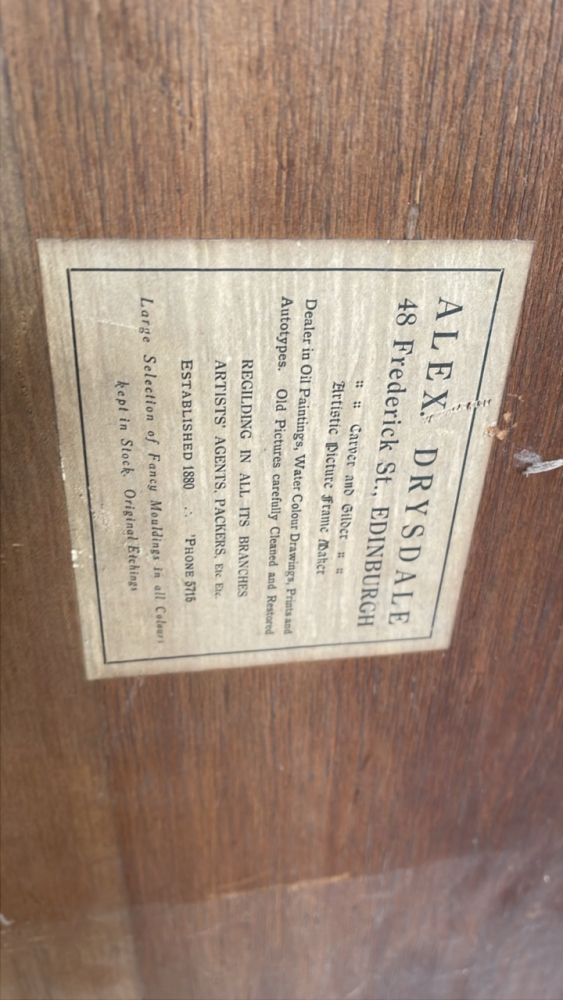 ALEX. DRYSDALE
48 Frederick St., EDINBURGH
:: :: Carver and Gilder :: ::
Artistic Picture Frame Maker
Dealer in Oil Paintings, Water Colour Drawings, Prints and
Autotypes. Old Pictures carefully Cleaned and Restored
REGILDING IN ALL ITS BRANCHES
ARTISTS' AGENTS, PACKERS, Etc Etc.
ESTABLISHED 1880 ∴ 'PHONE 5715
Large Selection of Fancy Mouldings in all Colours
kept in Stock. Original Etchings